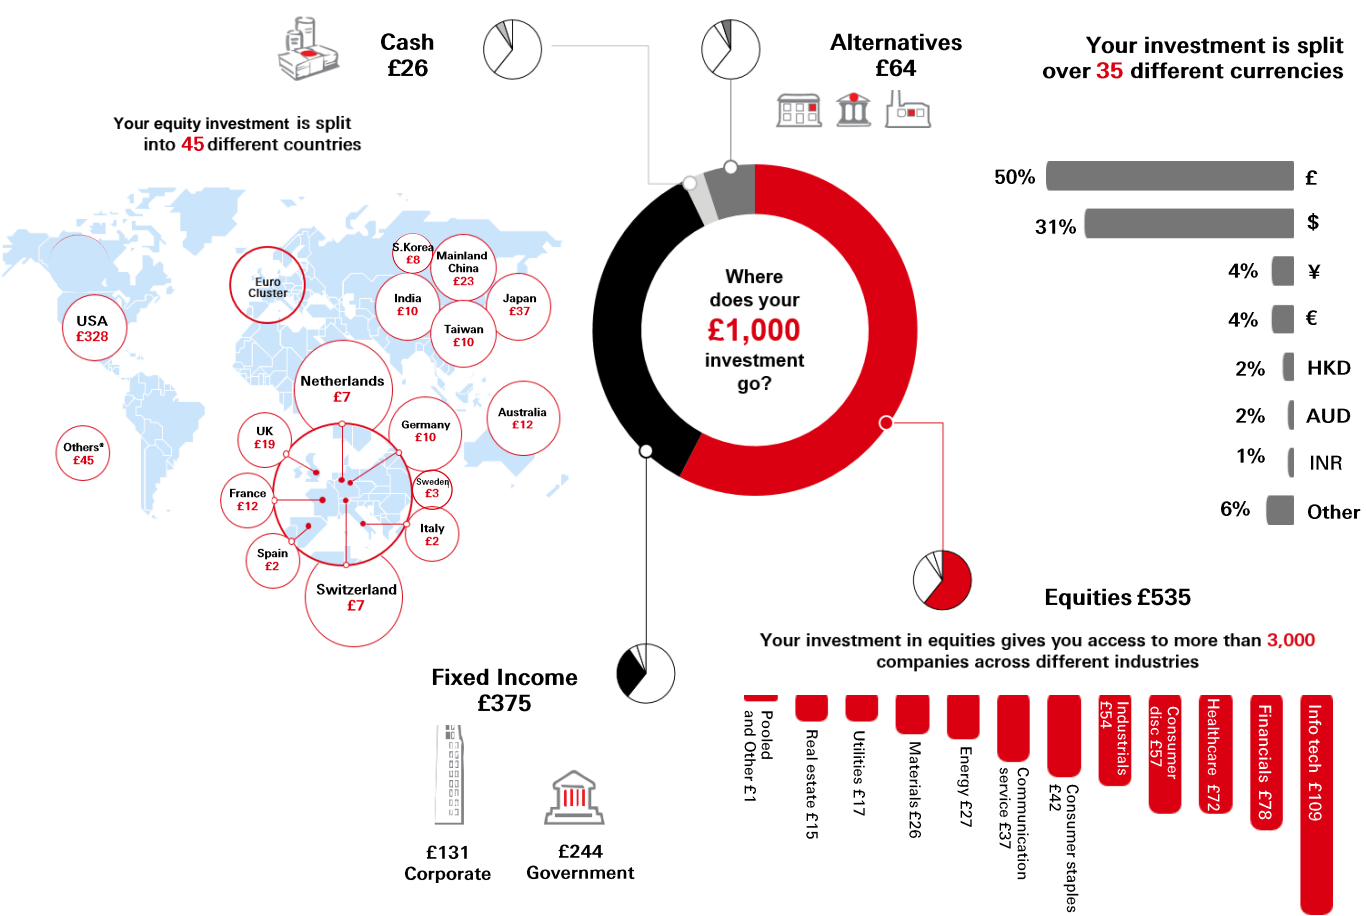 Cash
£26
Alternatives
£64
Your investment is split
over 35 different currencies
Your equity investment is split
into 45 different countries
50% £
31% $
4% ¥
4% €
2% HKD
2% AUD
1% INR
6% Other
Where
does your
£1,000
investment
go?
Euro
Cluster
S.Korea
£8
Mainland
China
£23
India
£10
Japan
£37
Taiwan
£10
USA
£328
Netherlands
£7
Australia
£12
UK
£19
Germany
£10
Others*
£45
France
£12
Sweden
£3
Italy
£2
Spain
£2
Switzerland
£7
Equities £535
Your investment in equities gives you access to more than 3,000
companies across different industries
Fixed Income
£375
£131
Corporate
£244
Government
Pooled
and Other £1
Real estate £15
Utilities £17
Materials £26
Energy £27
Communication
service £37
Consumer staples
£42
Industrials
£54
Consumer
disc £57
Healthcare £72
Financials £78
Info tech £109